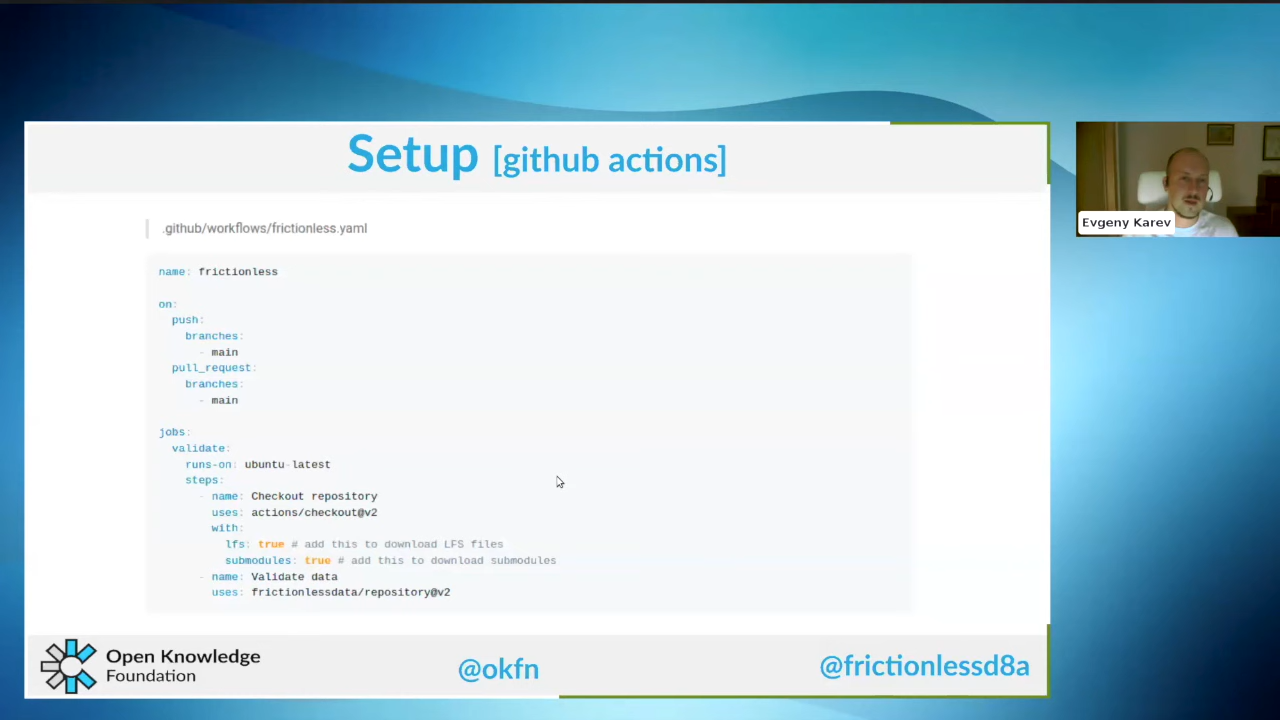 Setup [github actions]
.github/workflows/frictionless.yaml
name: frictionless
on:
push:
branches:
- main
pull_request:
branches:
- main
jobs:
validate:
runs-on: ubuntu-latest
steps:
- name: Checkout repository
uses: actions/checkout@v2
with:
lfs: true # add this to download LFS files
submodules: true # add this to download submodules
- name: Validate data
uses: frictionlessdata/repository@v2
Open Knowledge
Foundation
@okfn
@frictionlessd8a
Evgeny Karev